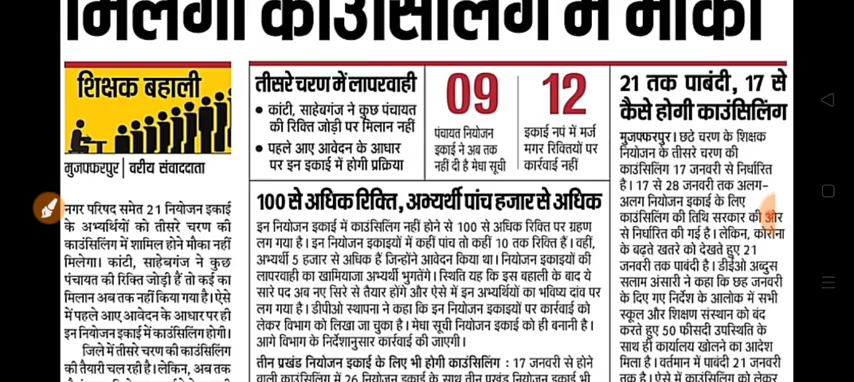 मिलेगा काउंसिलिंग में मौका
शिक्षक बहाली
मुजफ्फरपुर | वरीय संवाददाता
नगर परिषद समेत 21 नियोजन इकाई
के अभ्यर्थियों को तीसरे चरण की
काउंसिलिंग में शामिल होने मौका नहीं
मिलेगा। कांटी, साहेबगंज ने कुछ
पंचायत की रिक्ति जोड़ी हैं तो कई का
मिलान अब तक नहीं किया गया है। ऐसे
में पहले आए आवेदन के आधार पर ही
इन नियोजन इकाई में काउंसिलिंग होगी।
जिले में तीसरे चरण की काउंसिलिंग
की तैयारी चल रही है। लेकिन, अब तक
तीसरे चरण में लापरवाही
● कांटी, साहेबगंज ने कुछ पंचायत
की रिक्ति जोड़ी पर मिलान नहीं
● पहले आए आवेदन के आधार
पर इन इकाई में होगी प्रक्रिया
09
पंचायत नियोजन
इकाई ने अब तक
नहीं दी है मेधा सूची
12
इकाई नपं में मर्ज
मगर रिक्तियों पर
कार्रवाई नहीं
100 से अधिक रिक्ति, अभ्यर्थी पांच हजार से अधिक
इन नियोजन इकाई में काउंसिलिंग नहीं होने से 100 से अधिक रिक्ति पर ग्रहण
लग गया है। इन नियोजन इकाइयों में कहीं पांच तो कहीं 10 तक रिक्ति हैं। वहीं,
अभ्यर्थी 5 हजार से अधिक हैं जिन्होंने आवेदन किया था। नियोजन इकाइयों की
लापरवाही का खामियाजा अभ्यर्थी भुगतेंगे। स्थिति यह कि इस बहाली के बाद ये
सारे पद अब नए सिरे से तैयार होंगे और ऐसे में इन अभ्यर्थियों का भविष्य दांव पर
लग गया है। डीपीओ स्थापना ने कहा कि इन नियोजन इकाइयों पर कार्रवाई को
लेकर विभाग को लिखा जा चुका है। मेधा सूची नियोजन इकाई को ही बनानी है।
आगे विभाग के निर्देशानुसार कार्रवाई की जाएगी।
तीन प्रखंड नियोजन इकाई के लिए भी होगी काउंसिलिंग : 17 जनवरी से होने
वाली काउंसिलिंग में 26 नियोजन इकाई के साथ तीन प्रखंड नियोजन इकाई भी
21 तक पाबंदी, 17 से
कैसे होगी काउंसिलिंग
मुजफ्फरपुर। छठे चरण के शिक्षक
नियोजन के तीसरे चरण की
काउंसिलिंग 17 जनवरी से निर्धारित
है। 17 से 28 जनवरी तक अलग-
अलग नियोजन इकाई के लिए
काउंसिलिंग की तिथि सरकार की ओर
से निर्धारित की गई है। लेकिन, कोरोना
के बढ़ते खतरे को देखते हुए 21
जनवरी तक पाबंदी है। डीईओ अब्दुस
सलाम अंसारी ने कहा कि छह जनवरी
के दिए गए निर्देश के आलोक में सभी
स्कूल और शिक्षण संस्थान को बंद
करते हुए 50 फीसदी उपस्थिति के
साथ ही कार्यालय खोलने का आदेश
मिला है। वर्तमान में पाबंदी 21 जनवरी
तक है। ऐसे में काउंसिलिंग को लेकर